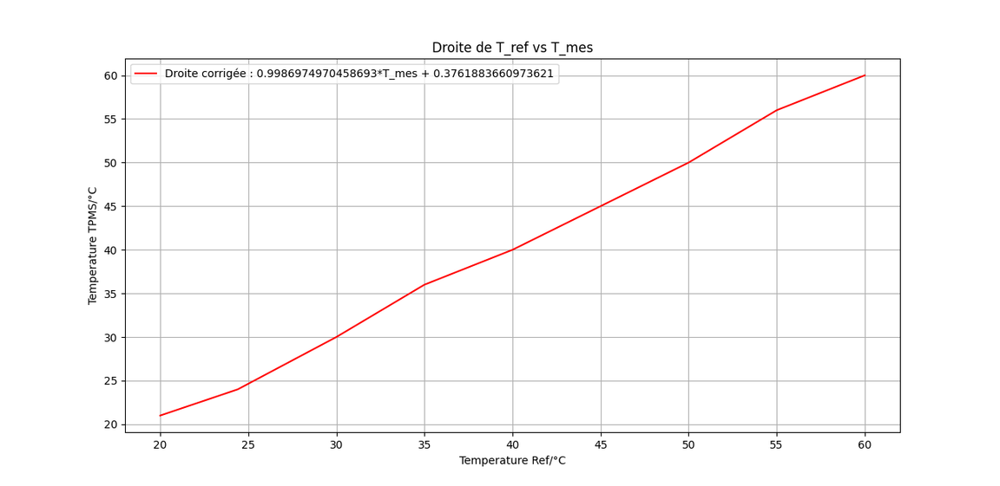 Droite de T_ref vs T_mes
Droite corrigée : 0.9986974970458693*T_mes + 0.3761883660973621
60
55
50
45
40
35
30
25
20
Temperature TPMS/°C
20 25 30 35 40 45 50 55 60
Temperature Ref/°C